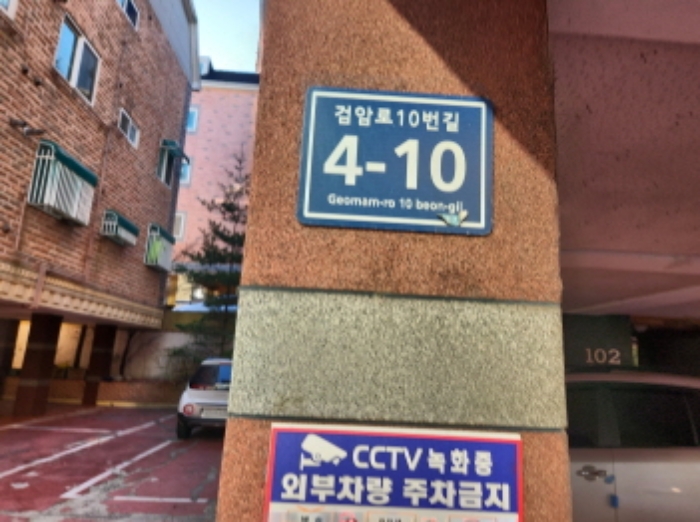 검암로10번길
4-10
Geomam-ro 10 beon-gil
102
CCTV 녹화중
외부차량 주차금지